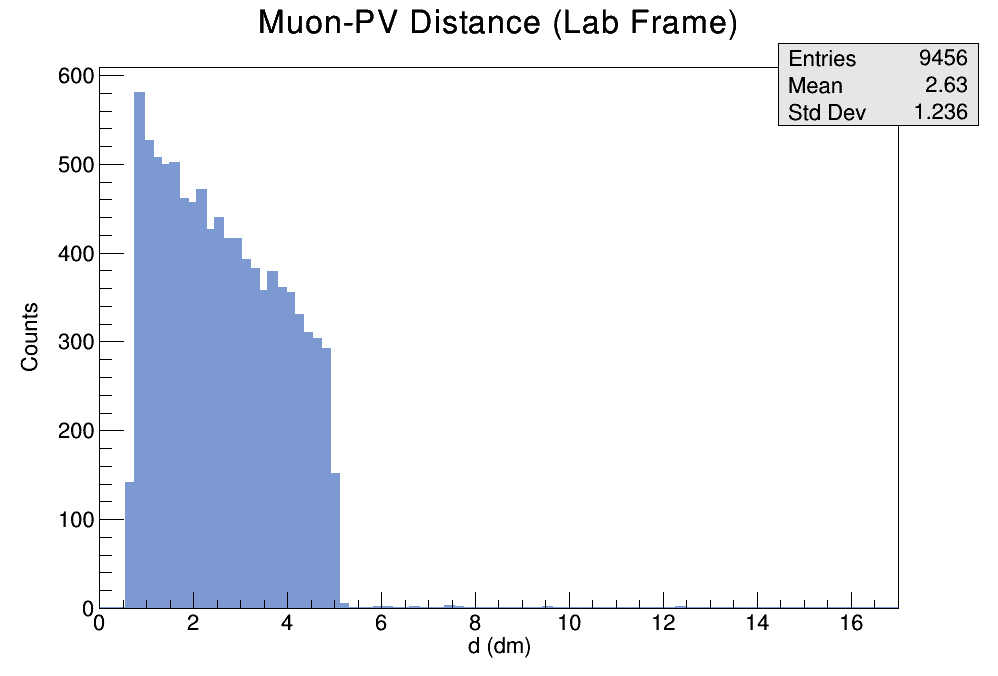 Muon-PV Distance (Lab Frame)
Entries 9456
Mean 2.63
Std Dev 1.236
600
500
400
300
200
100
0
Counts
0 2 4 6 8 10 12 14 16
d (dm)